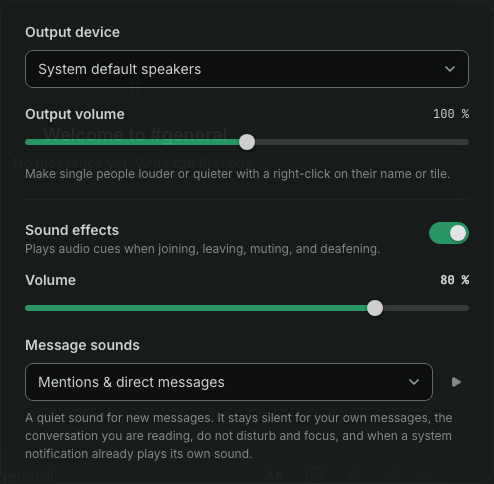 Output device
System default speakers
Output volume 100 %
Welcome to #general
No messages yet. Write the first one.
Make single people louder or quieter with a right-click on their name or tile.
Sound effects
Plays audio cues when joining, leaving, muting, and deafening.
Volume 80 %
Message sounds
Mentions & direct messages
A quiet sound for new messages. It stays silent for your own messages, the
conversation you are reading, do not disturb and focus, and when a system
notification already plays its own sound.
general